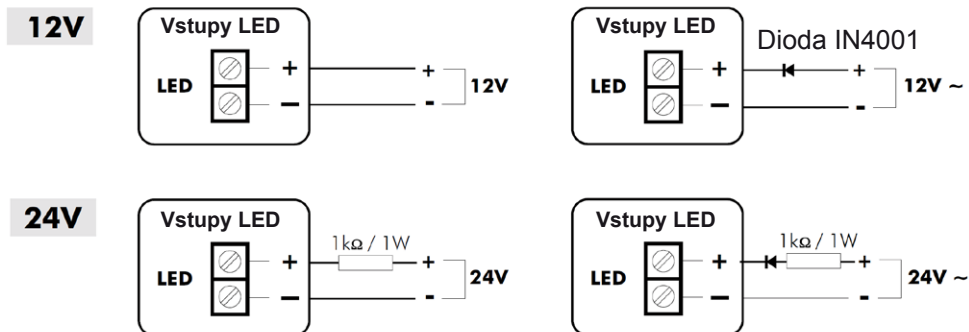 12V
Vstupy LED
LED
+
−
+
-
12V
Vstupy LED
LED
+
−
Dioda IN4001
+
-
12V ~
24V
Vstupy LED
LED
+
−
1kΩ / 1W
+
-
24V
Vstupy LED
LED
+
−
1kΩ / 1W
+
-
24V ~